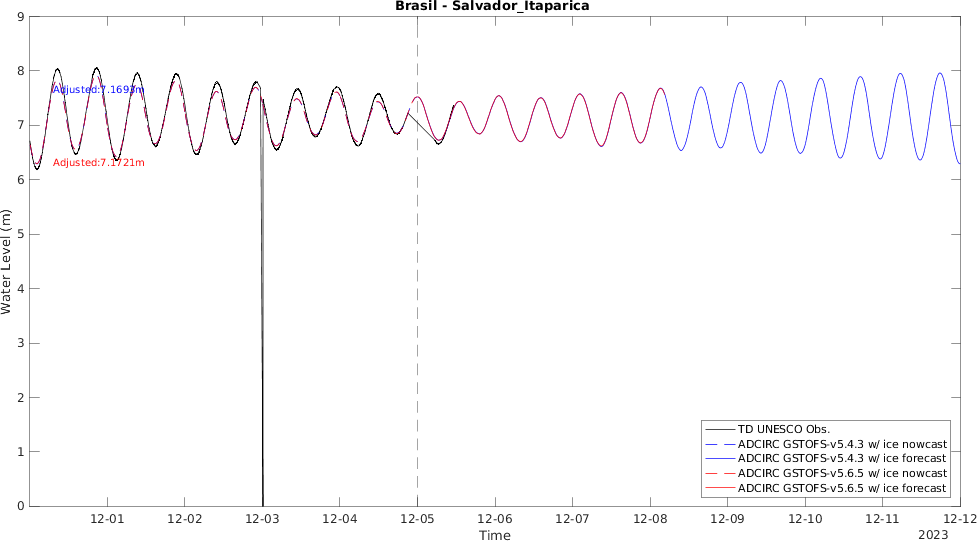 Brasil - Salvador_Itaparica
9
8
7
6
5
4
3
2
1
0
Water Level (m)
Adjusted:7.1693m
Adjusted:7.1721m
TD UNESCO Obs.
ADCIRC GSTOFS-v5.4.3 w/ ice nowcast
ADCIRC GSTOFS-v5.4.3 w/ ice forecast
ADCIRC GSTOFS-v5.6.5 w/ ice nowcast
ADCIRC GSTOFS-v5.6.5 w/ ice forecast
12-01 12-02 12-03 12-04 12-05 12-06 12-07 12-08 12-09 12-10 12-11 12-12
Time
2023